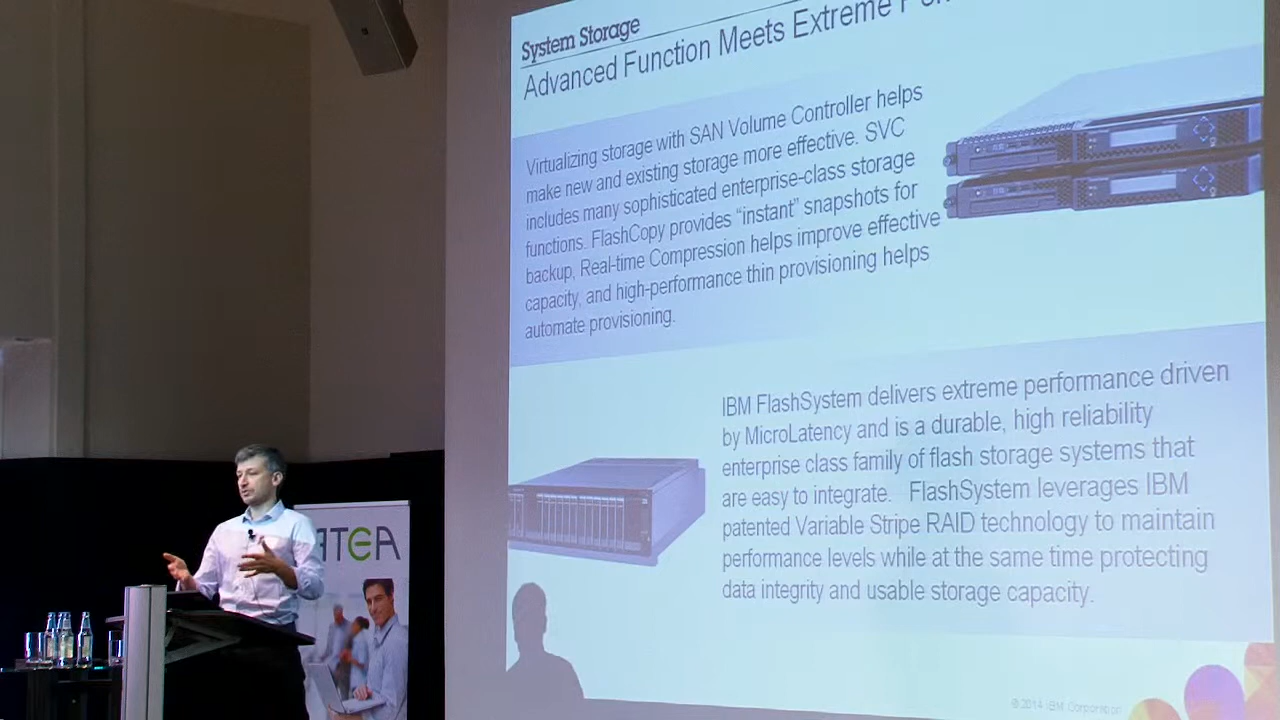 System Storage
Advanced Function Meets Extreme
Virtualizing storage with SAN Volume Controller helps
make new and existing storage more effective. SVC
includes many sophisticated enterprise-class storage
functions. FlashCopy provides “instant” snapshots for
backup, Real-time Compression helps improve effective
capacity, and high-performance thin provisioning helps
automate provisioning.
IBM FlashSystem delivers extreme performance driven
by MicroLatency and is a durable, high reliability
enterprise class family of flash storage systems that
are easy to integrate. FlashSystem leverages IBM
patented Variable Stripe RAID technology to maintain
performance levels while at the same time protecting
data integrity and usable storage capacity.
© 2014 IBM Corporation
ATEA